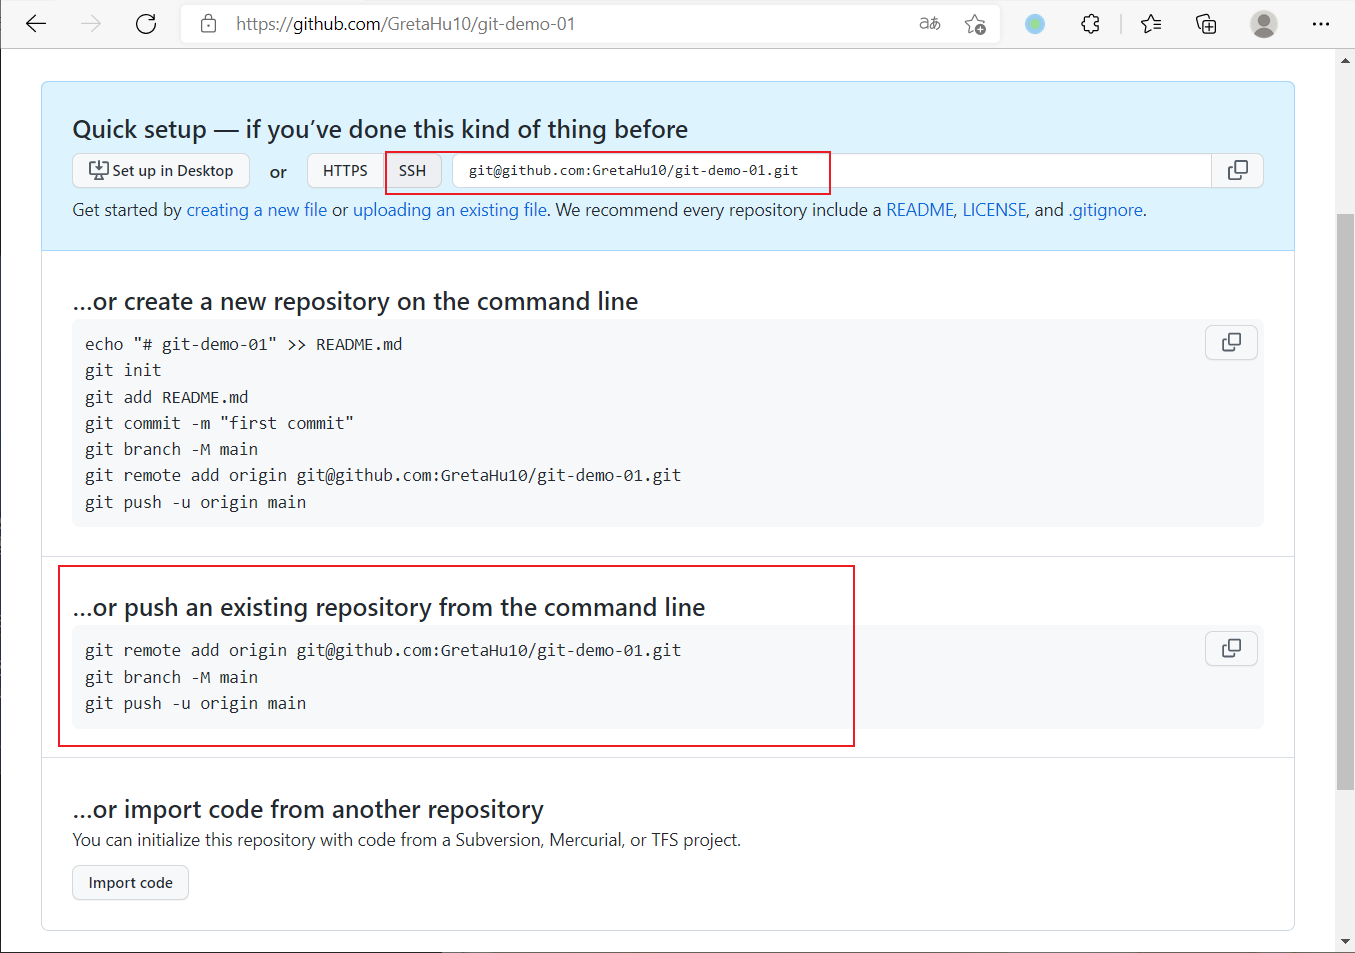 https://github.com/GretaHu10/git-demo-01
aあ
Quick setup — if you’ve done this kind of thing before
Set up in Desktop or HTTPS SSH git@github.com:GretaHu10/git-demo-01.git
Get started by creating a new file or uploading an existing file. We recommend every repository include a README, LICENSE, and .gitignore.
…or create a new repository on the command line
echo "# git-demo-01" >> README.md
git init
git add README.md
git commit -m "first commit"
git branch -M main
git remote add origin git@github.com:GretaHu10/git-demo-01.git
git push -u origin main
…or push an existing repository from the command line
git remote add origin git@github.com:GretaHu10/git-demo-01.git
git branch -M main
git push -u origin main
…or import code from another repository
You can initialize this repository with code from a Subversion, Mercurial, or TFS project.
Import code